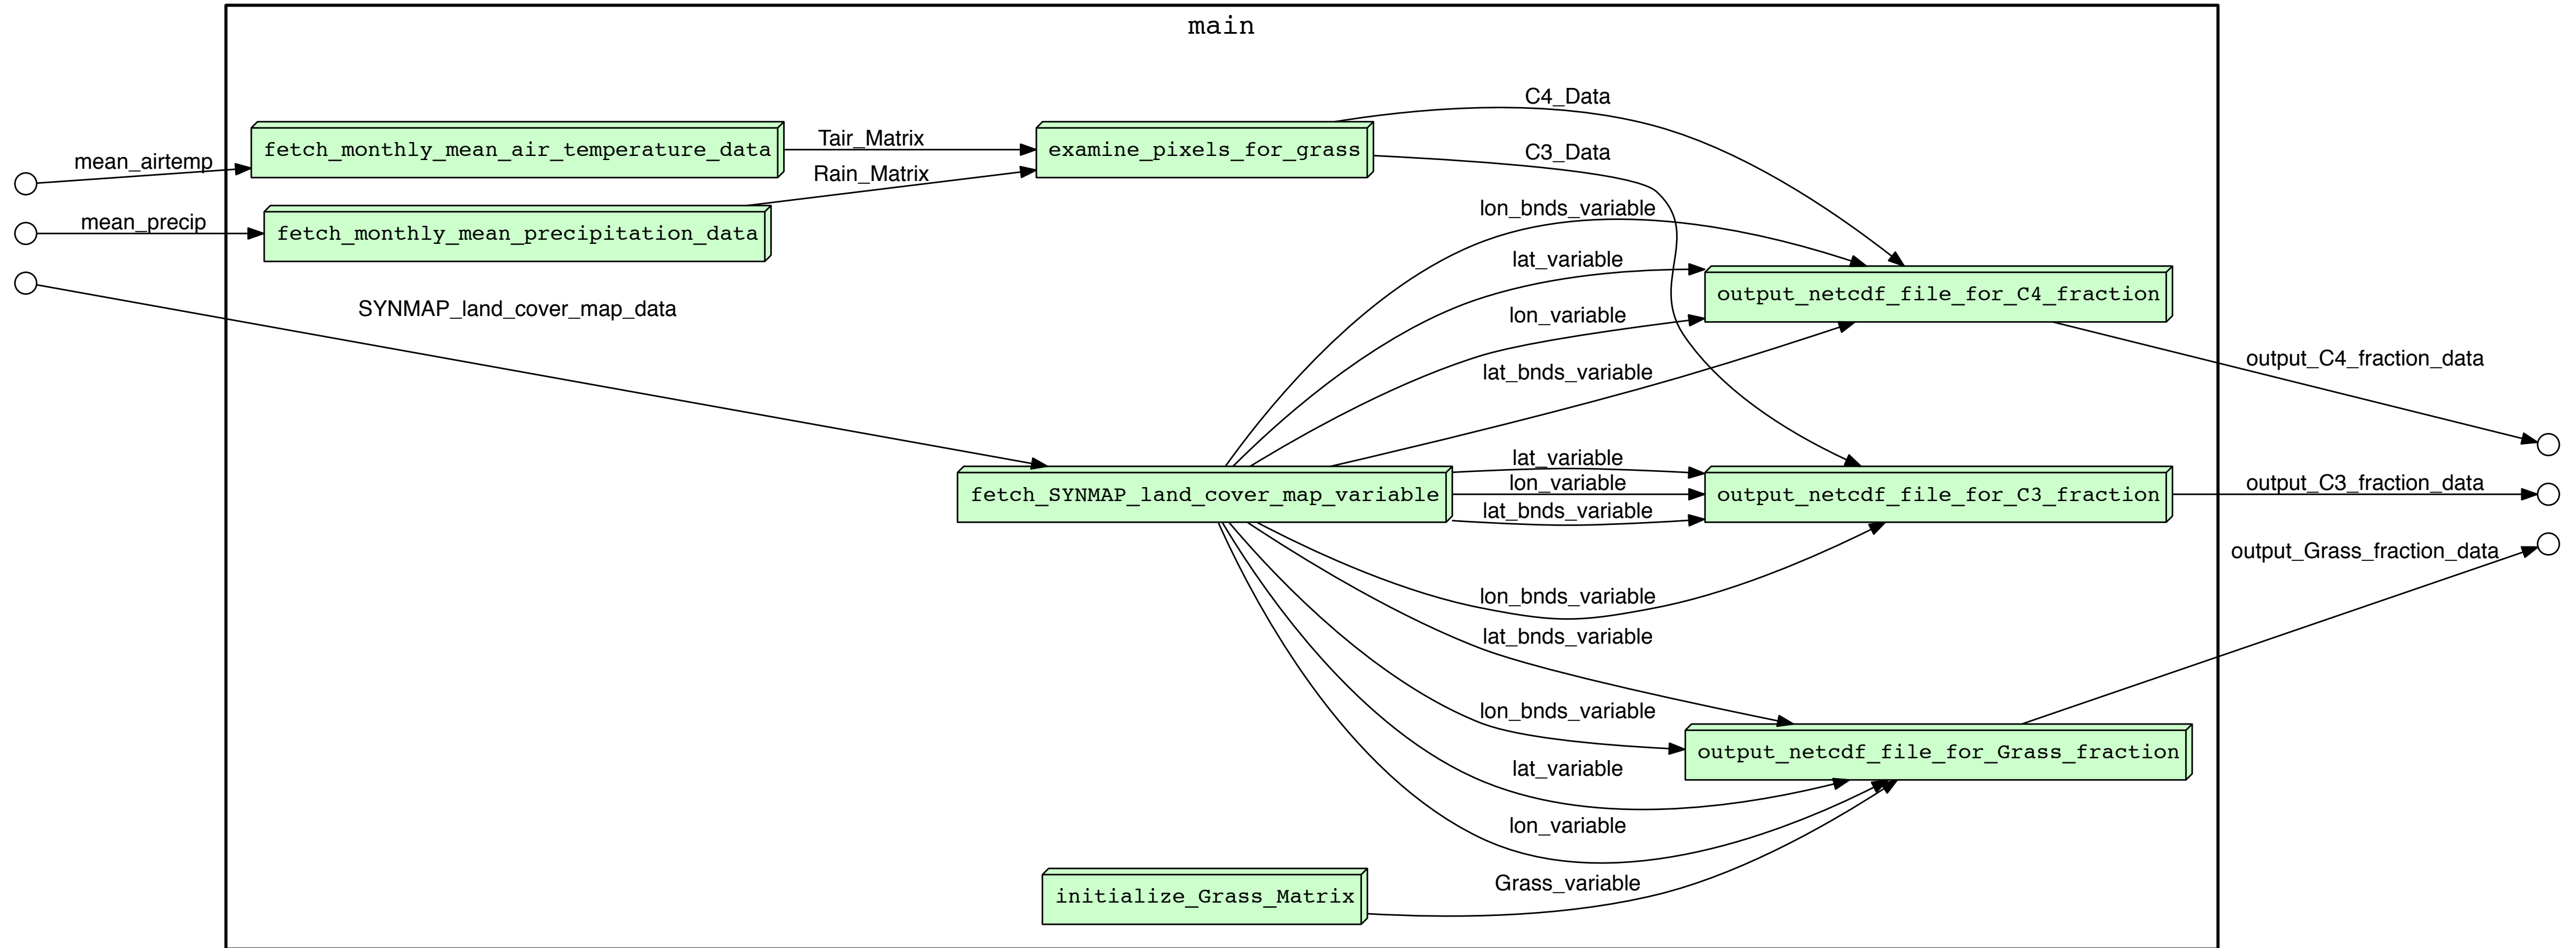 main
mean_airtemp
mean_precip
SYNMAP_land_cover_map_data
fetch_monthly_mean_air_temperature_data
fetch_monthly_mean_precipitation_data
Tair_Matrix
Rain_Matrix
examine_pixels_for_grass
fetch_SYNMAP_land_cover_map_variable
initialize_Grass_Matrix
C4_Data
C3_Data
lon_bnds_variable
lat_variable
lon_variable
lat_bnds_variable
lat_variable
lon_variable
lat_bnds_variable
lon_bnds_variable
lat_bnds_variable
lon_bnds_variable
lat_variable
lon_variable
Grass_variable
output_netcdf_file_for_C4_fraction
output_netcdf_file_for_C3_fraction
output_netcdf_file_for_Grass_fraction
output_C4_fraction_data
output_C3_fraction_data
output_Grass_fraction_data